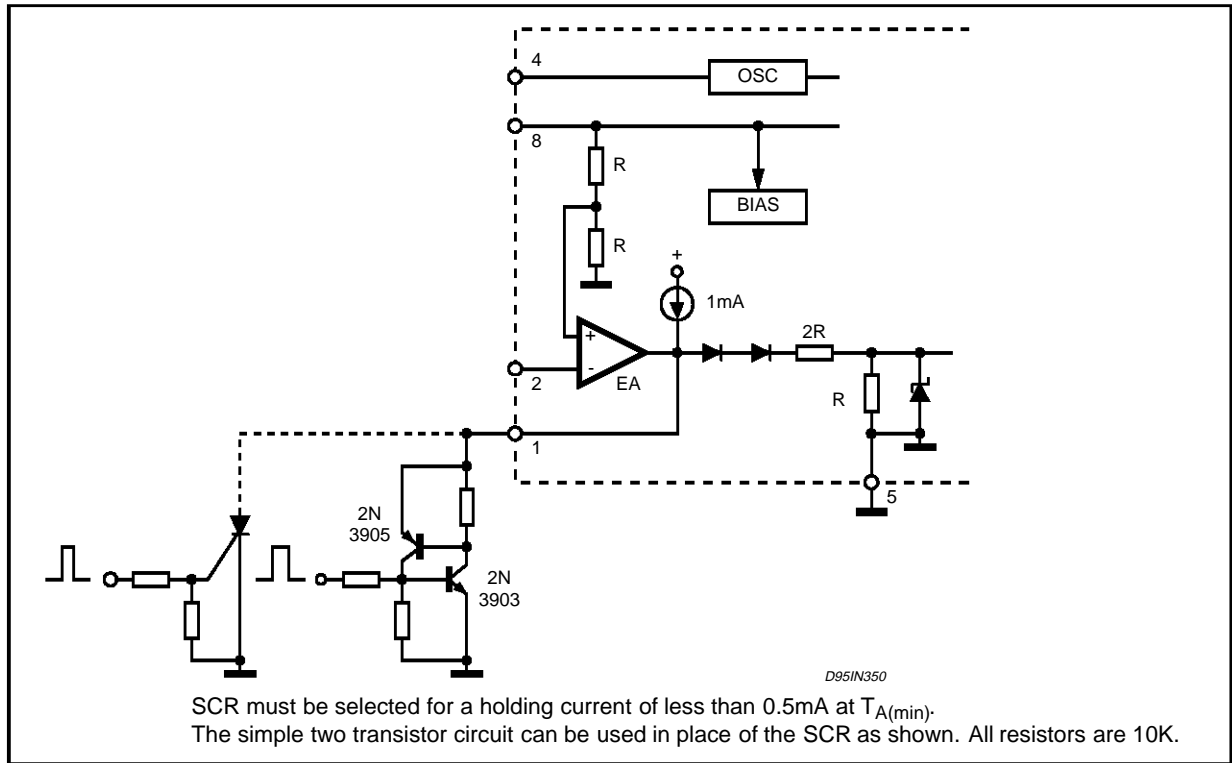 4
OSC
8
R
BIAS
R
+
1mA
2R
+
-
2
EA
R
1
5
2N
3905
2N
3903
D95IN350
SCR must be selected for a holding current of less than 0.5mA at TA(min).
The simple two transistor circuit can be used in place of the SCR as shown. All resistors are 10K.